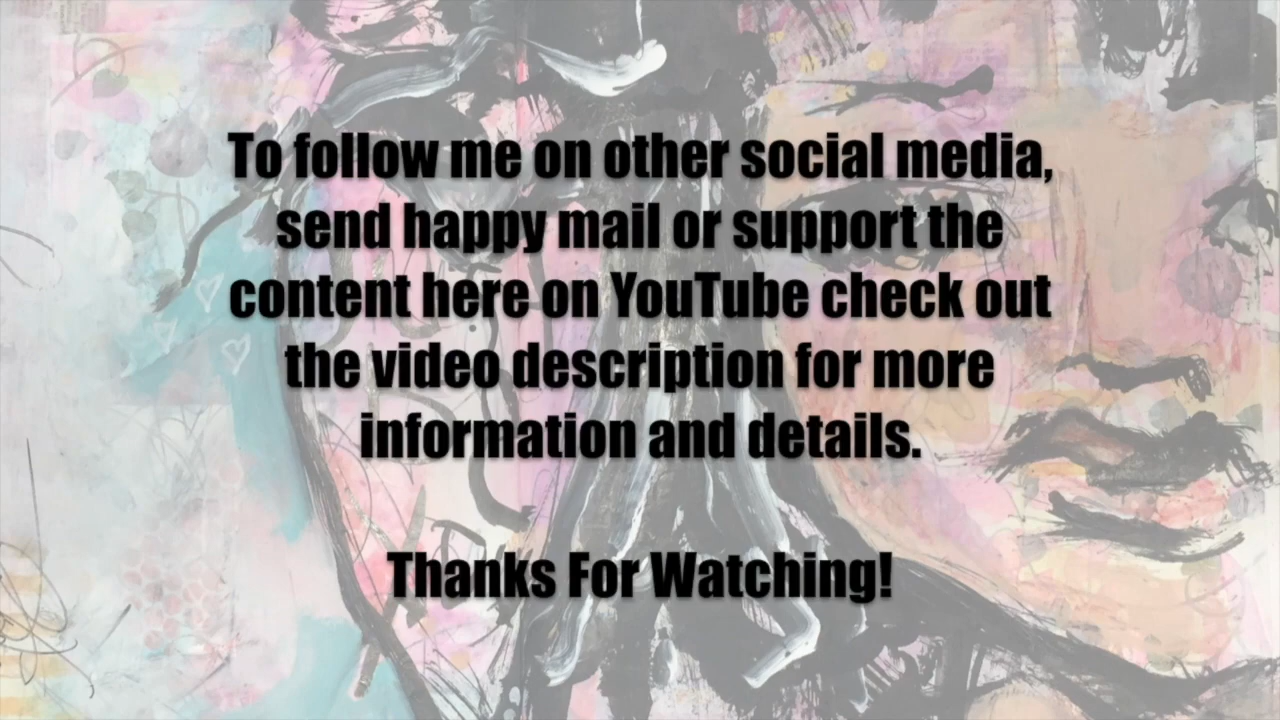 To follow me on other social media,
send happy mail or support the
content here on YouTube check out
the video description for more
information and details.
Thanks For Watching!